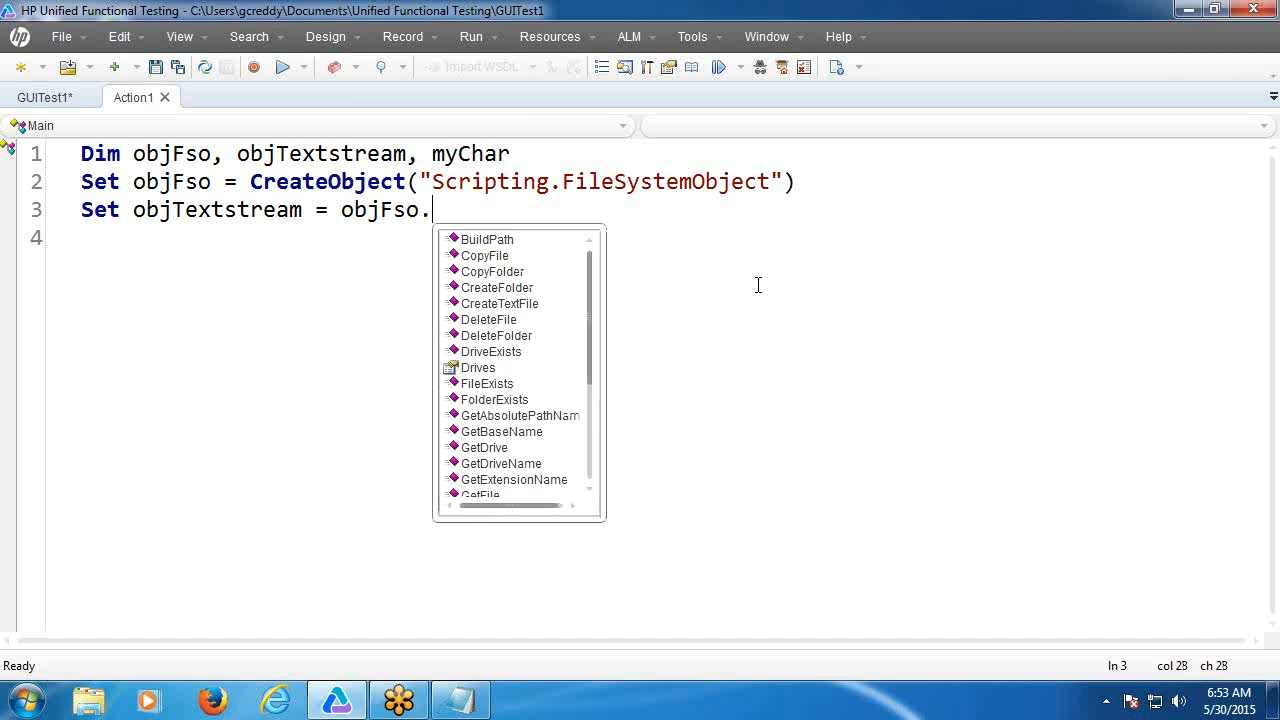 HP Unified Functional Testing - C:\Users\gcreddy\Documents\Unified Functional Testing\GUITest1
hp File Edit View Search Design Record Run Resources ALM Tools Window Help
Import WSDL
GUITest1* Action1
Main
1 Dim objFso, objTextstream, myChar
2 Set objFso = CreateObject("Scripting.FileSystemObject")
3 Set objTextstream = objFso.
4
BuildPath
CopyFile
CopyFolder
CreateFolder
CreateTextFile
DeleteFile
DeleteFolder
DriveExists
Drives
FileExists
FolderExists
GetAbsolutePathNam
GetBaseName
GetDrive
GetDriveName
GetExtensionName
GetFile
Ready ln 3 col 28 ch 28
6:53 AM
5/30/2015